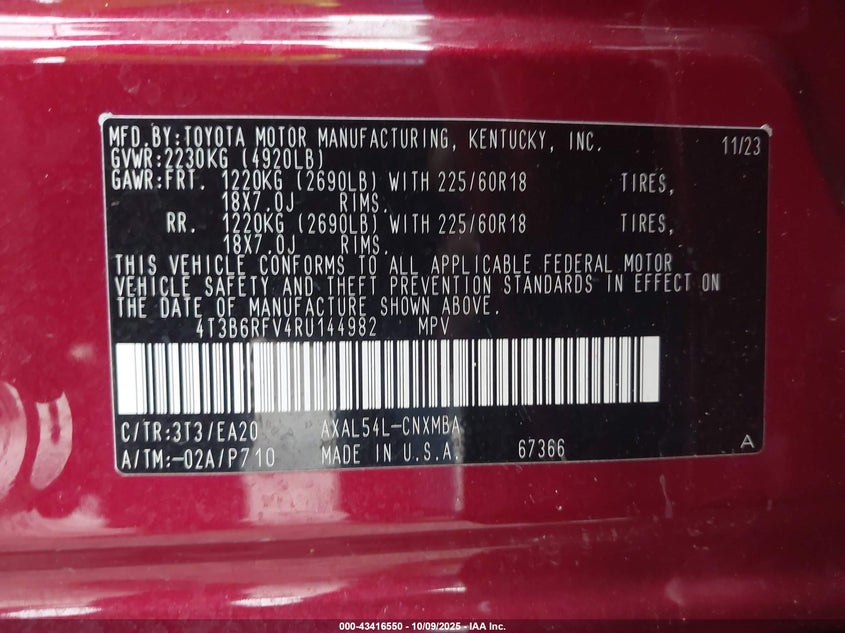 MFD.BY:TOYOTA MOTOR MANUFACTURING, KENTUCKY, INC. 11/23
GVWR:2230KG (4920LB)
GAWR:FRT. 1220KG (2690LB) WITH 225/60R18 TIRES,
18X7.0J RIMS,
RR. 1220KG (2690LB) WITH 225/60R18 TIRES,
18X7.0J RIMS,
THIS VEHICLE CONFORMS TO ALL APPLICABLE FEDERAL MOTOR
VEHICLE SAFETY AND THEFT PREVENTION STANDARDS IN EFFECT ON
THE DATE OF MANUFACTURE SHOWN ABOVE.
4T3B6RFV4RU144982 MPV
C/TR:3T3/EA20 AXAL54L-CNXMBA
A/TM:-02A/P710 MADE IN U.S.A. 67366 A
000-43416550 - 10/09/2025 - IAA Inc.